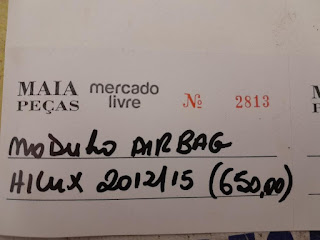 MAIA PEÇAS
mercado livre
Nº 2813
MODULO AIRBAG
HILUX 2012/15 (650,00)